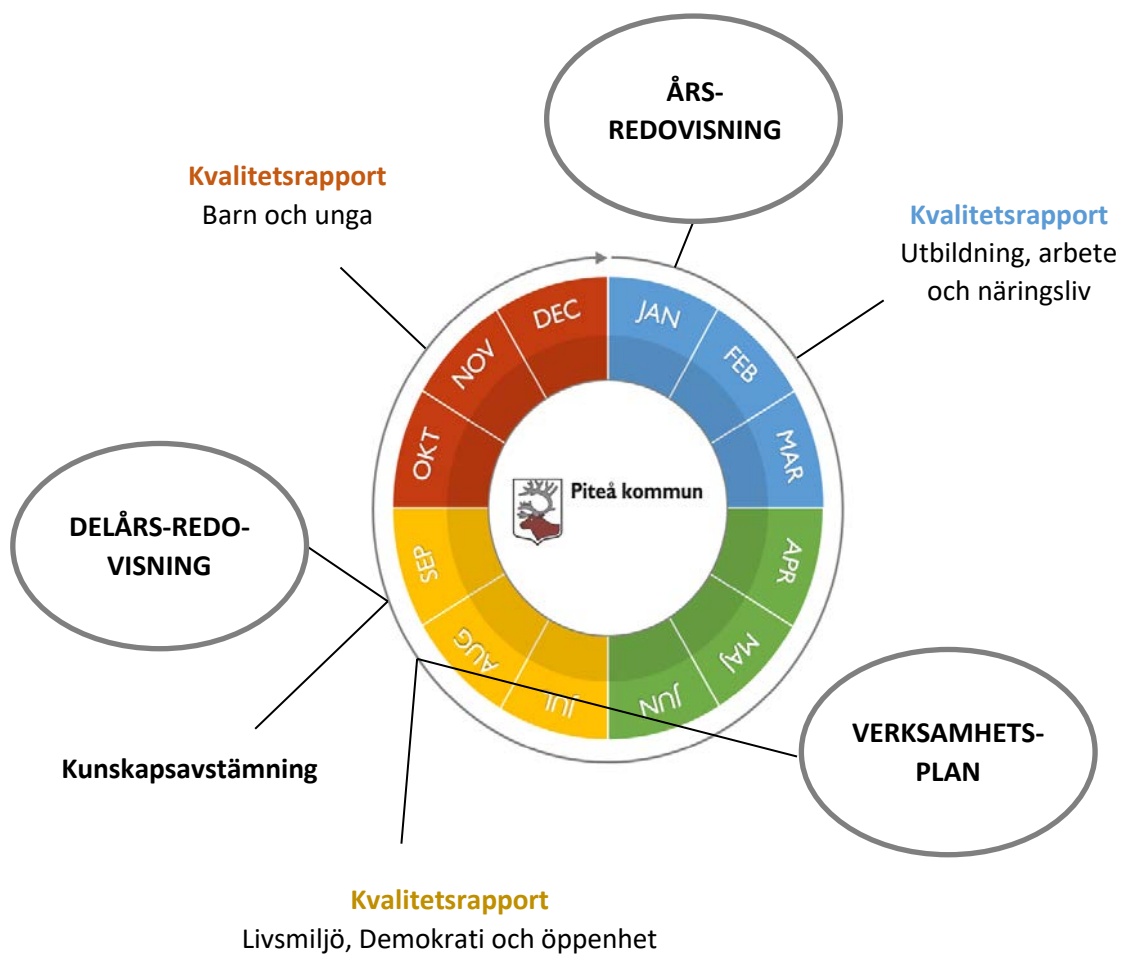 ÅRS-
REDOVISNING
Kvalitetsrapport
Barn och unga
Kvalitetsrapport
Utbildning, arbete
och näringsliv
JAN
FEB
MAR
APR
MAJ
JUN
JUL
AUG
SEP
OKT
NOV
DEC
Piteå kommun
DELÅRS-REDO-
VISNING
VERKSAMHETS-
PLAN
Kunskapsavstämning
Kvalitetsrapport
Livsmiljö, Demokrati och öppenhet